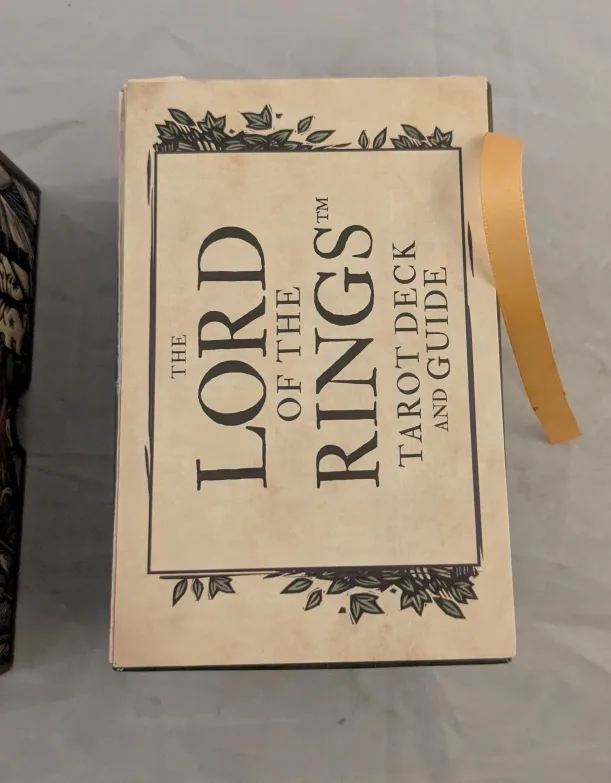 THE
LORD
OF THE
RINGS™
TAROT DECK
AND GUIDE